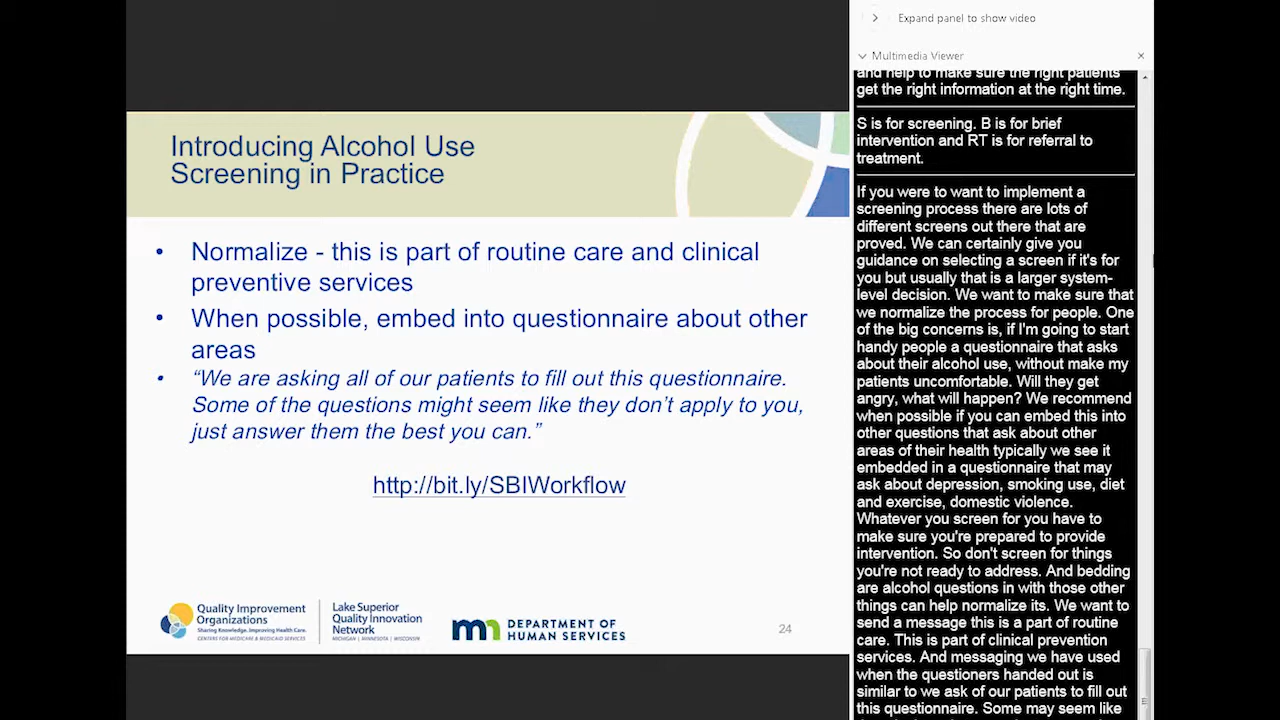 Introducing Alcohol Use
Screening in Practice
• Normalize - this is part of routine care and clinical
preventive services
• When possible, embed into questionnaire about other
areas
• “We are asking all of our patients to fill out this questionnaire.
Some of the questions might seem like they don’t apply to you,
just answer them the best you can.”
http://bit.ly/SBIWorkflow
Quality Improvement
Organizations
Sharing Knowledge. Improving Health Care.
CENTERS FOR MEDICARE & MEDICAID SERVICES
Lake Superior
Quality Innovation
Network
MICHIGAN | MINNESOTA | WISCONSIN
mn DEPARTMENT OF
HUMAN SERVICES
24
Expand panel to show video
Multimedia Viewer
and help to make sure the right patients
get the right information at the right time.
S is for screening. B is for brief
intervention and RT is for referral to
treatment.
If you were to want to implement a
screening process there are lots of
different screens out there that are
proved. We can certainly give you
guidance on selecting a screen if it's for
you but usually that is a larger system-
level decision. We want to make sure that
we normalize the process for people. One
of the big concerns is, if I'm going to start
handy people a questionnaire that asks
about their alcohol use, without make my
patients uncomfortable. Will they get
angry, what will happen? We recommend
when possible if you can embed this into
other questions that ask about other
areas of their health typically we see it
embedded in a questionnaire that may
ask about depression, smoking use, diet
and exercise, domestic violence.
Whatever you screen for you have to
make sure you're prepared to provide
intervention. So don't screen for things
you're not ready to address. And bedding
are alcohol questions in with those other
things can help normalize its. We want to
send a message this is a part of routine
care. This is part of clinical prevention
services. And messaging we have used
when the questioners handed out is
similar to we ask of our patients to fill out
this questionnaire. Some may seem like